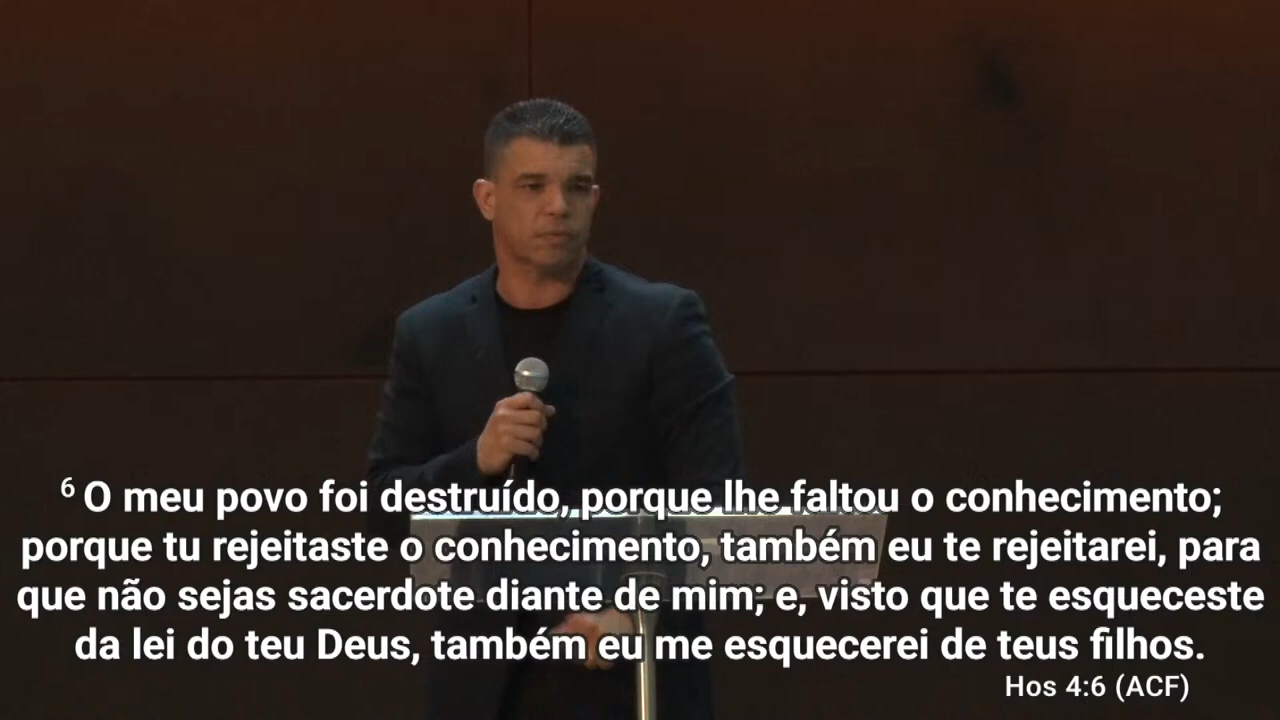 6 O meu povo foi destruído, porque lhe faltou o conhecimento;
porque tu rejeitaste o conhecimento, também eu te rejeitarei, para
que não sejas sacerdote diante de mim; e, visto que te esqueceste
da lei do teu Deus, também eu me esquecerei de teus filhos.
Hos 4:6 (ACF)